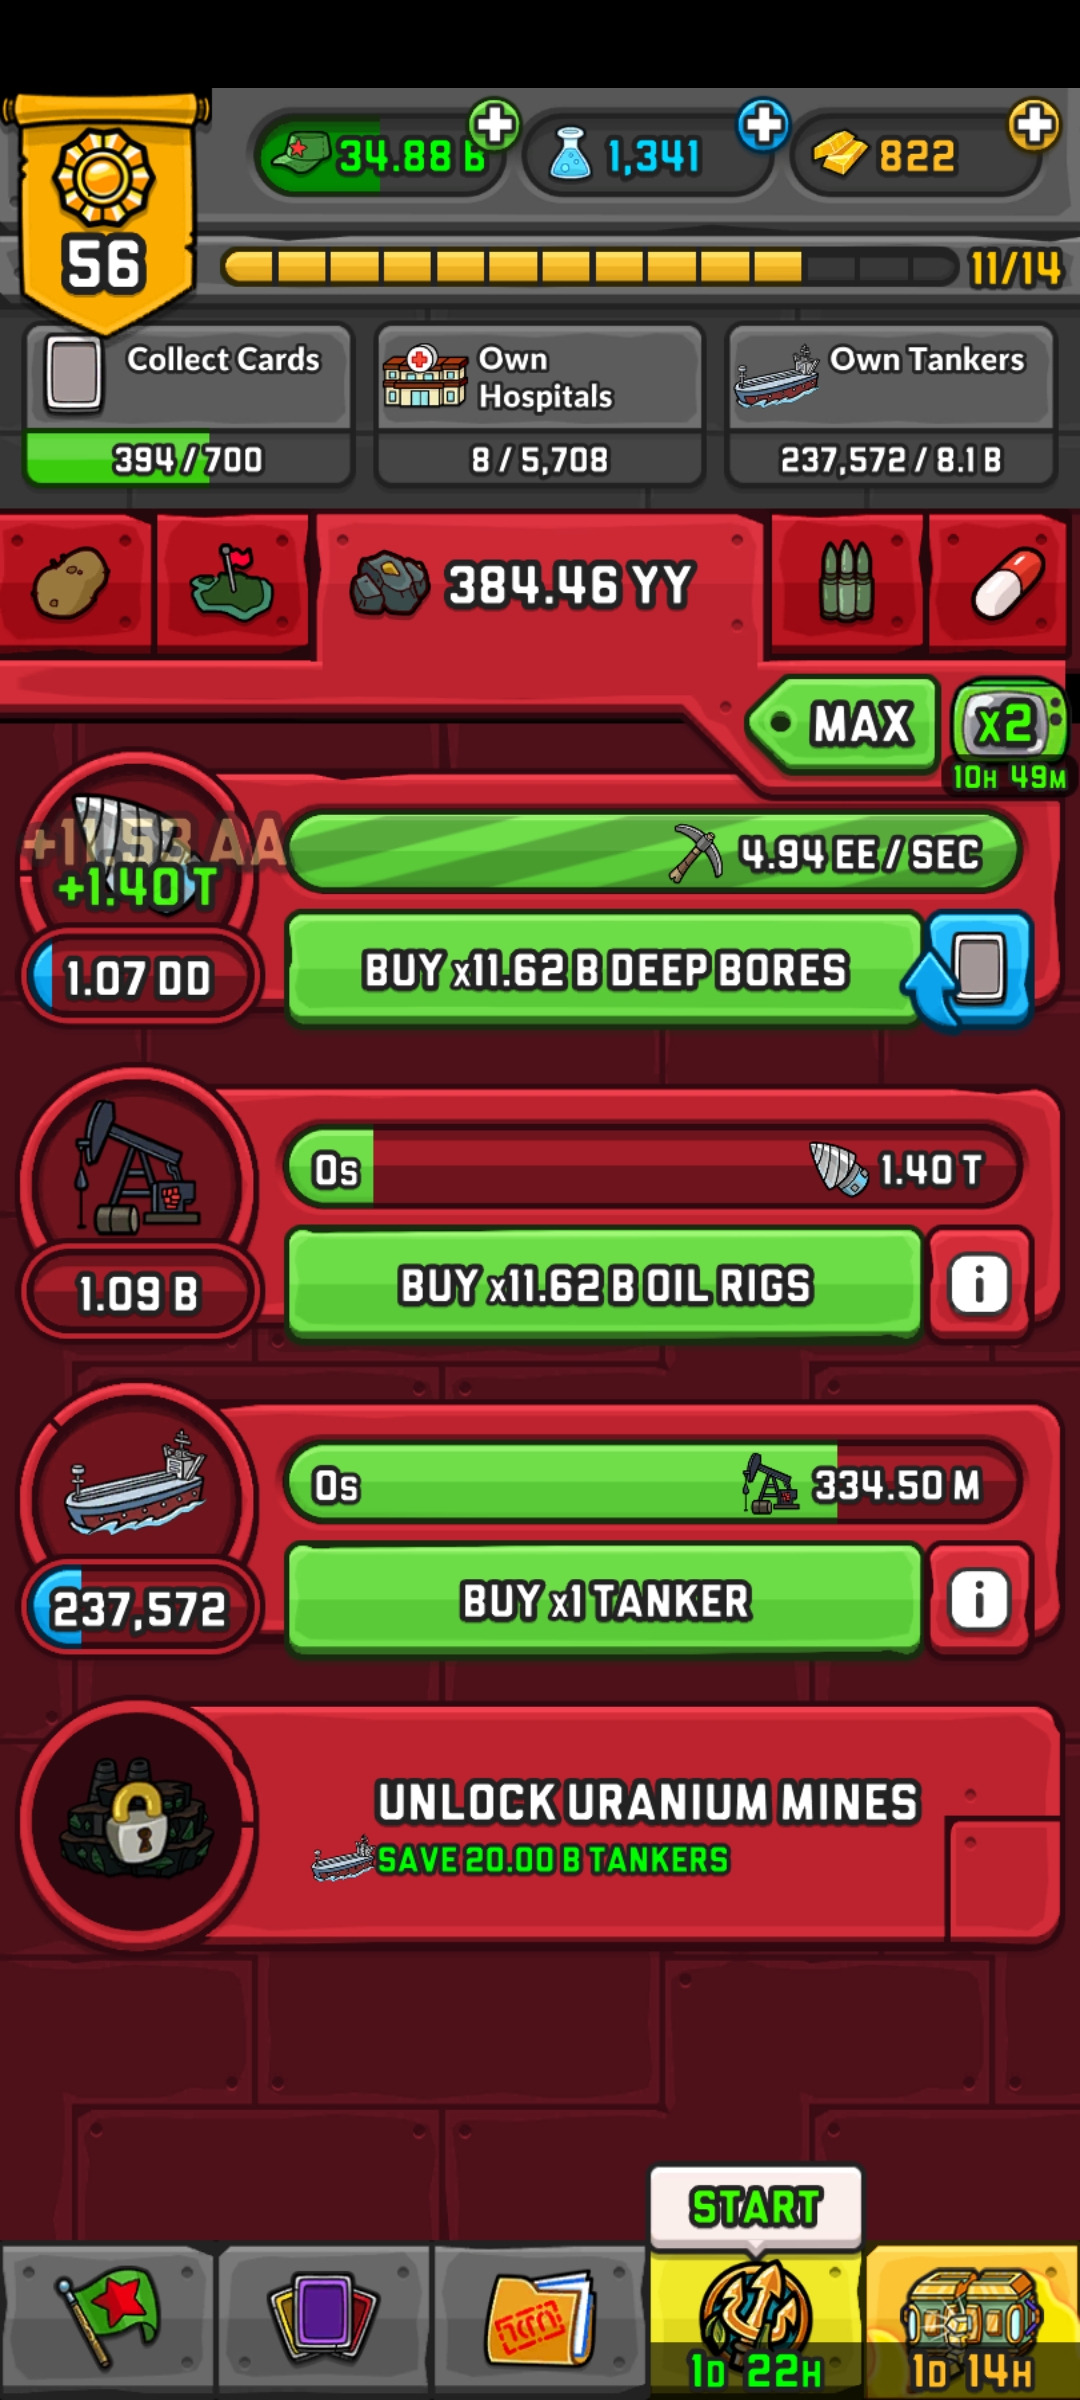 34.88 B
1,341
822
56
11/14
Collect Cards
394 / 700
Own
Hospitals
8 / 5,708
Own Tankers
237,572 / 8.1 B
384.46 YY
MAX
x2
10H 49M
+11.53 AA
+1.40 T
4.94 EE / SEC
1.07 DD
BUY x11.62 B DEEP BORES
0s
1.40 T
1.09 B
BUY x11.62 B OIL RIGS
i
0s
334.50 M
237,572
BUY x1 TANKER
i
UNLOCK URANIUM MINES
SAVE 20.00 B TANKERS
START
1D 22H
1D 14H